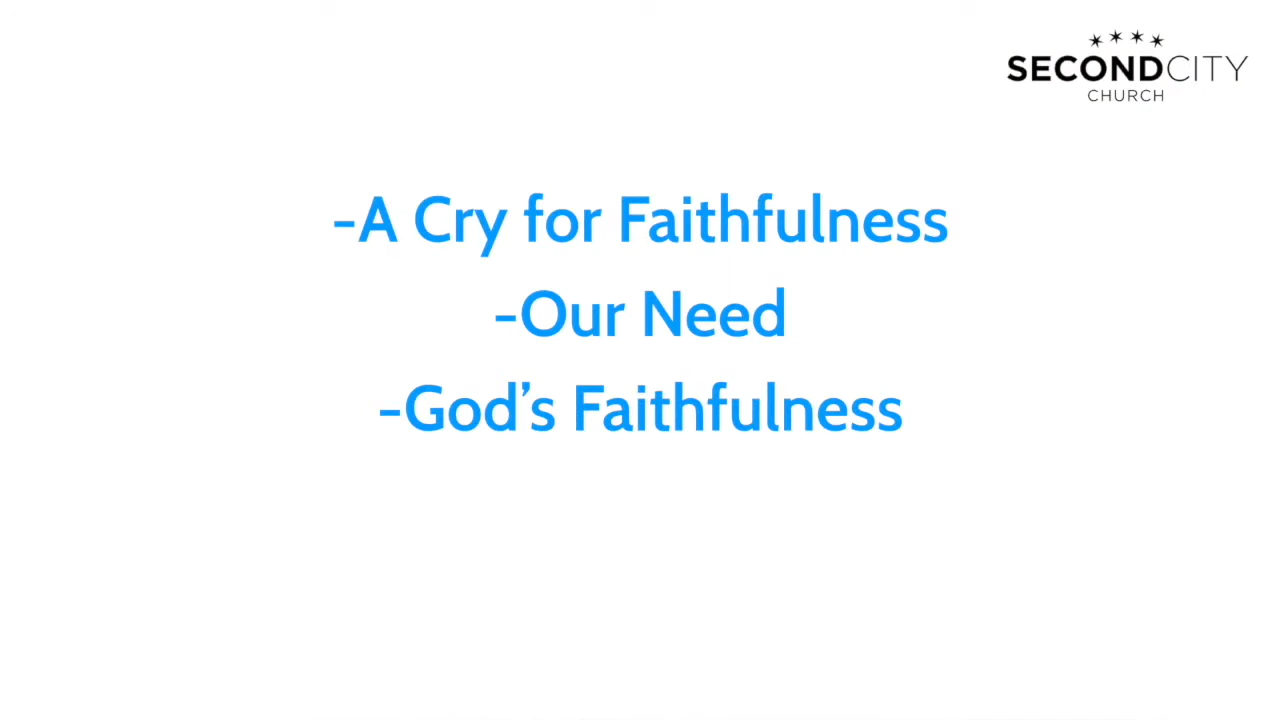 SECONDCITY
CHURCH
-A Cry for Faithfulness
-Our Need
-God’s Faithfulness